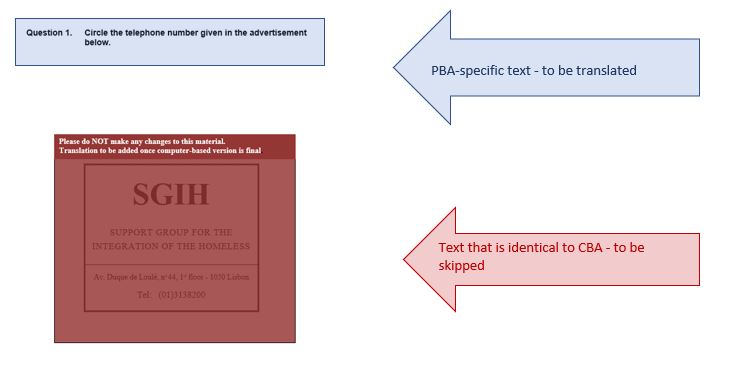 Question 1. Circle the telephone number given in the advertisement
below.
PBA-specific text - to be translated
Please do NOT make any changes to this material.
Translation to be added once computer-based version is final
SGIH
SUPPORT GROUP FOR THE
INTEGRATION OF THE HOMELESS
Av. Duque de Loulé, nº44, 1º floor - 1050 Lisbon
Tel: (01)3138200
Text that is identical to CBA - to be
skipped